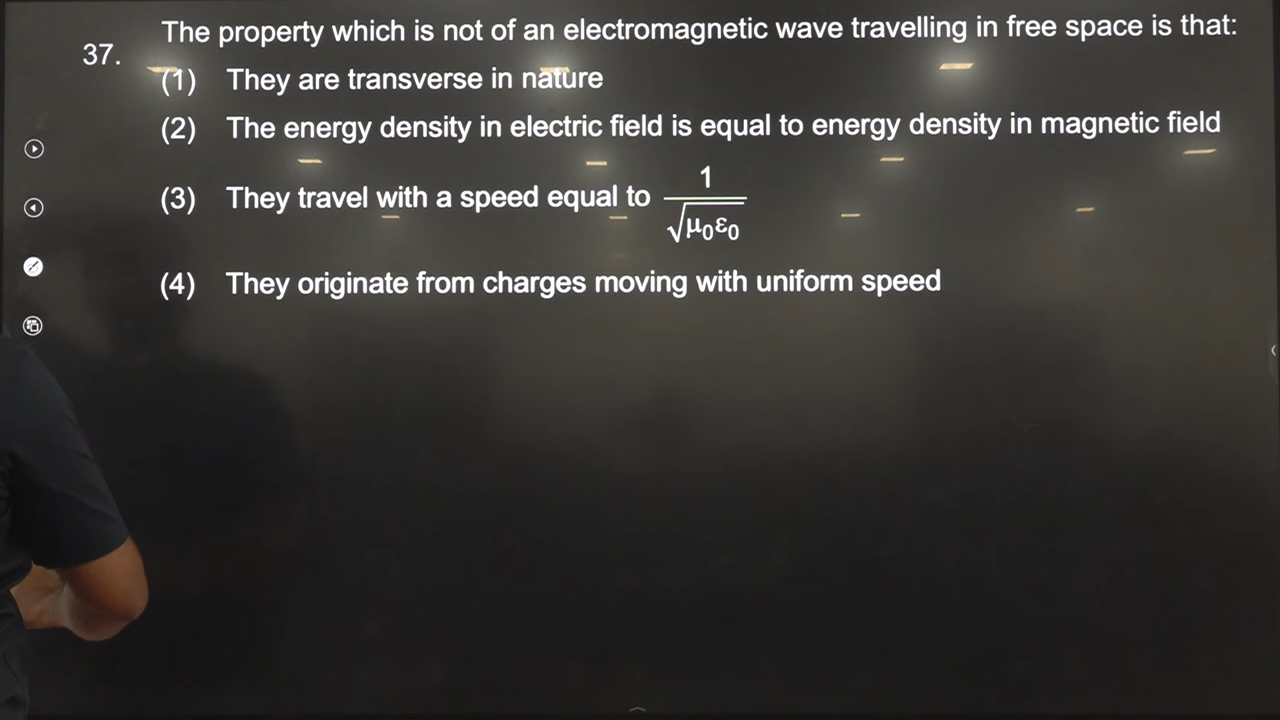 37. The property which is not of an electromagnetic wave travelling in free space is that:
(1) They are transverse in nature
(2) The energy density in electric field is equal to energy density in magnetic field
(3) They travel with a speed equal to 1/√μ₀ε₀
(4) They originate from charges moving with uniform speed